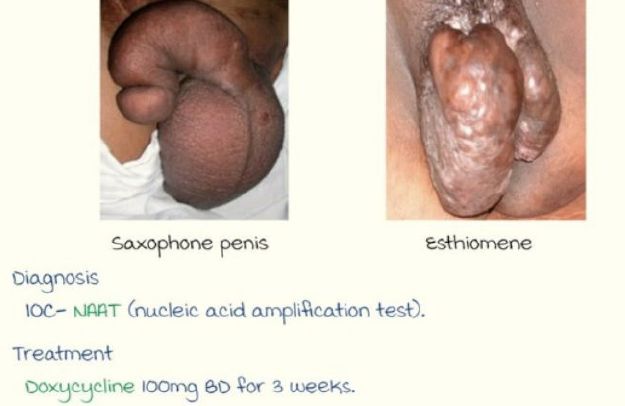 Saxophone penis
Esthiomene
Diagnosis
IOC- NAAT (nucleic acid amplification test).
Treatment
Doxycycline 100mg BD for 3 weeks.